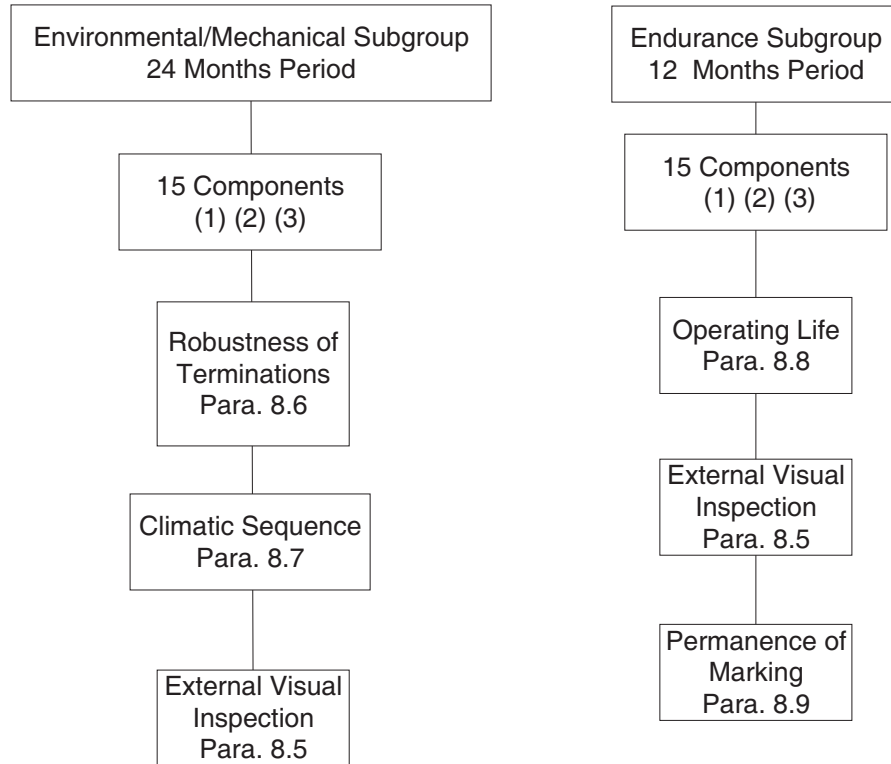 Environmental/Mechanical Subgroup
24 Months Period
15 Components
(1) (2) (3)
Robustness of
Terminations
Para. 8.6
Climatic Sequence
Para. 8.7
External Visual
Inspection
Para. 8.5
Endurance Subgroup
12  Months Period
15 Components
(1) (2) (3)
Operating Life
Para. 8.8
External Visual
Inspection
Para. 8.5
Permanence of
Marking
Para. 8.9